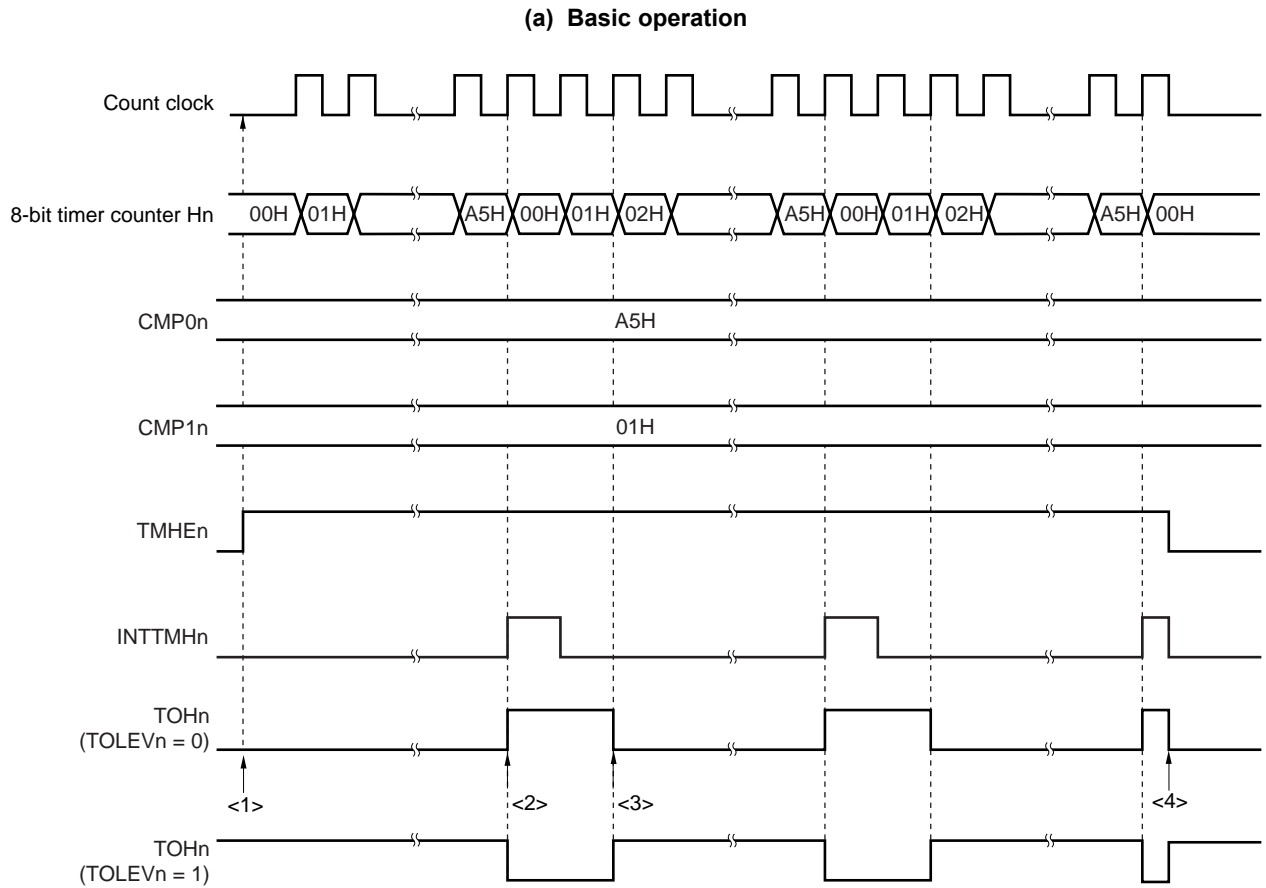 (a) Basic operation
Count clock
8-bit timer counter Hn 00H 01H A5H 00H 01H 02H A5H 00H 01H 02H A5H 00H
CMP0n A5H
CMP1n 01H
TMHEn
INTTMHn
TOHn
(TOLEVn = 0)
<1> <2> <3> <4>
TOHn
(TOLEVn = 1)